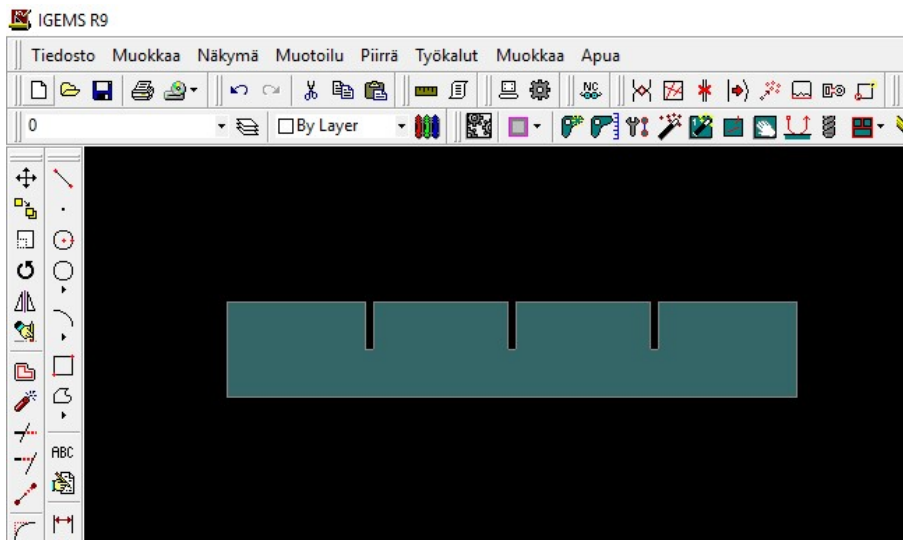 IGEMS R9
Tiedosto Muokkaa Näkymä Muotoilu Piirrä Työkalut Muokkaa Apua
NC
0 By Layer
ABC